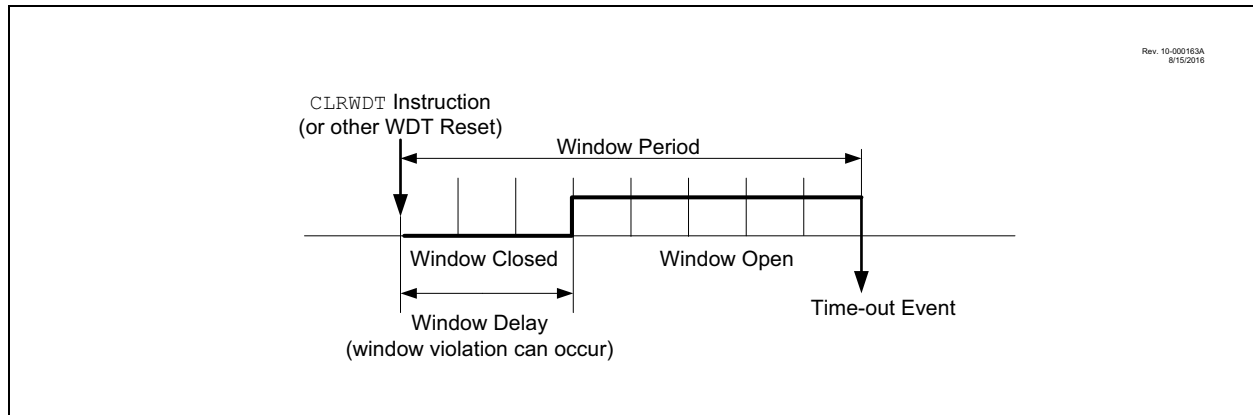 Rev. 10-000163A
8/15/2016
CLRWDT Instruction
(or other WDT Reset)
Window Period
Window Closed
Window Open
Window Delay
(window violation can occur)
Time-out Event